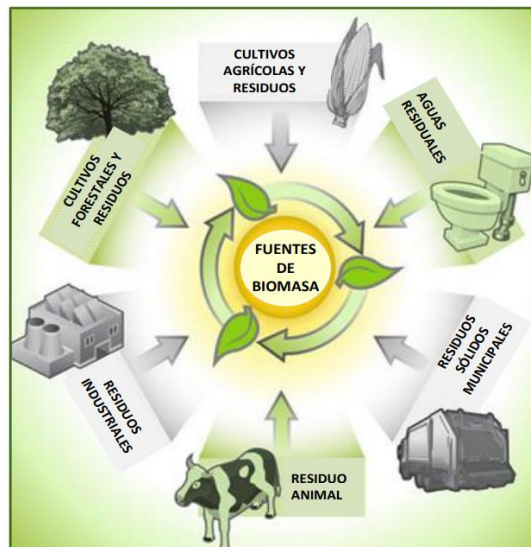 CULTIVOS
AGRÍCOLAS Y
RESIDUOS
AGUAS
RESIDUALES
CULTIVOS
FORESTALES Y
RESIDUOS
FUENTES
DE
BIOMASA
RESIDUOS
INDUSTRIALES
RESIDUOS
SÓLIDOS
MUNICIPALES
RESIDUO
ANIMAL